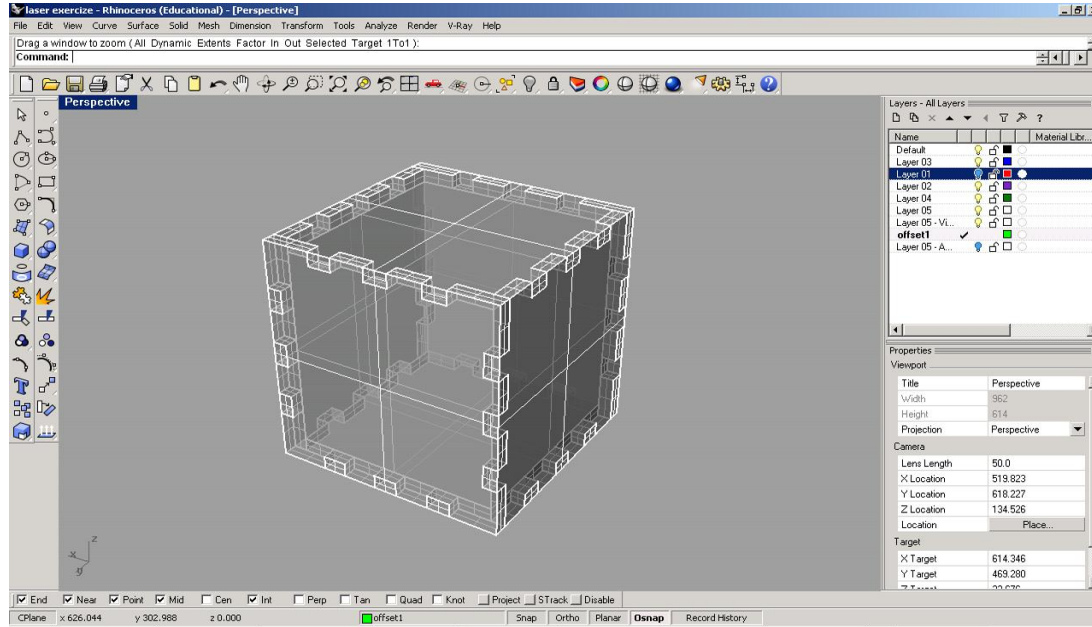 laser exercize - Rhinoceros (Educational) - [Perspective]
File Edit View Curve Surface Solid Mesh Dimension Transform Tools Analyze Render V-Ray Help
Drag a window to zoom ( All Dynamic Extents Factor In Out Selected Target 1To1 ):
Command:
Perspective
Layers - All Layers
Name Material Libr...
Default
Layer 03
Layer 01
Layer 02
Layer 04
Layer 05
Layer 05 - Vi...
offset1
Layer 05 - A...
Properties
Viewport
Title Perspective
Width 962
Height 614
Projection Perspective
Camera
Lens Length 50.0
X Location 519.823
Y Location 618.227
Z Location 134.526
Location Place...
Target
X Target 614.346
Y Target 469.280
z
x
y
End Near Point Mid Cen Int Perp Tan Quad Knot Project STrack Disable
CPlane x 626.044 y 302.988 z 0.000 offset1 Snap Ortho Planar Osnap Record History